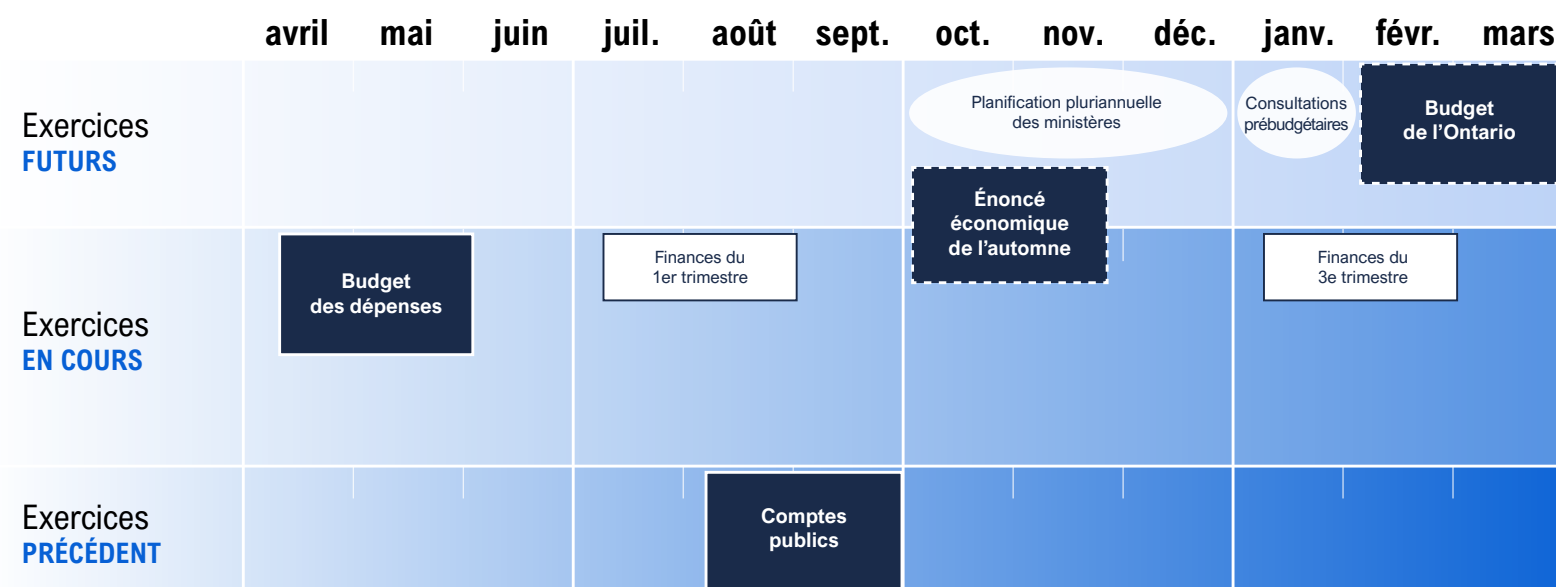 avril mai juin juil. août sept. oct. nov. déc. janv. févr. mars
Exercices
FUTURS
Planification pluriannuelle
des ministères
Consultations
prébudgétaires
Budget
de l’Ontario
Énoncé
économique
de l’automne
Exercices
EN COURS
Budget
des dépenses
Finances du
1er trimestre
Finances du
3e trimestre
Exercices
PRÉCÉDENT
Comptes
publics